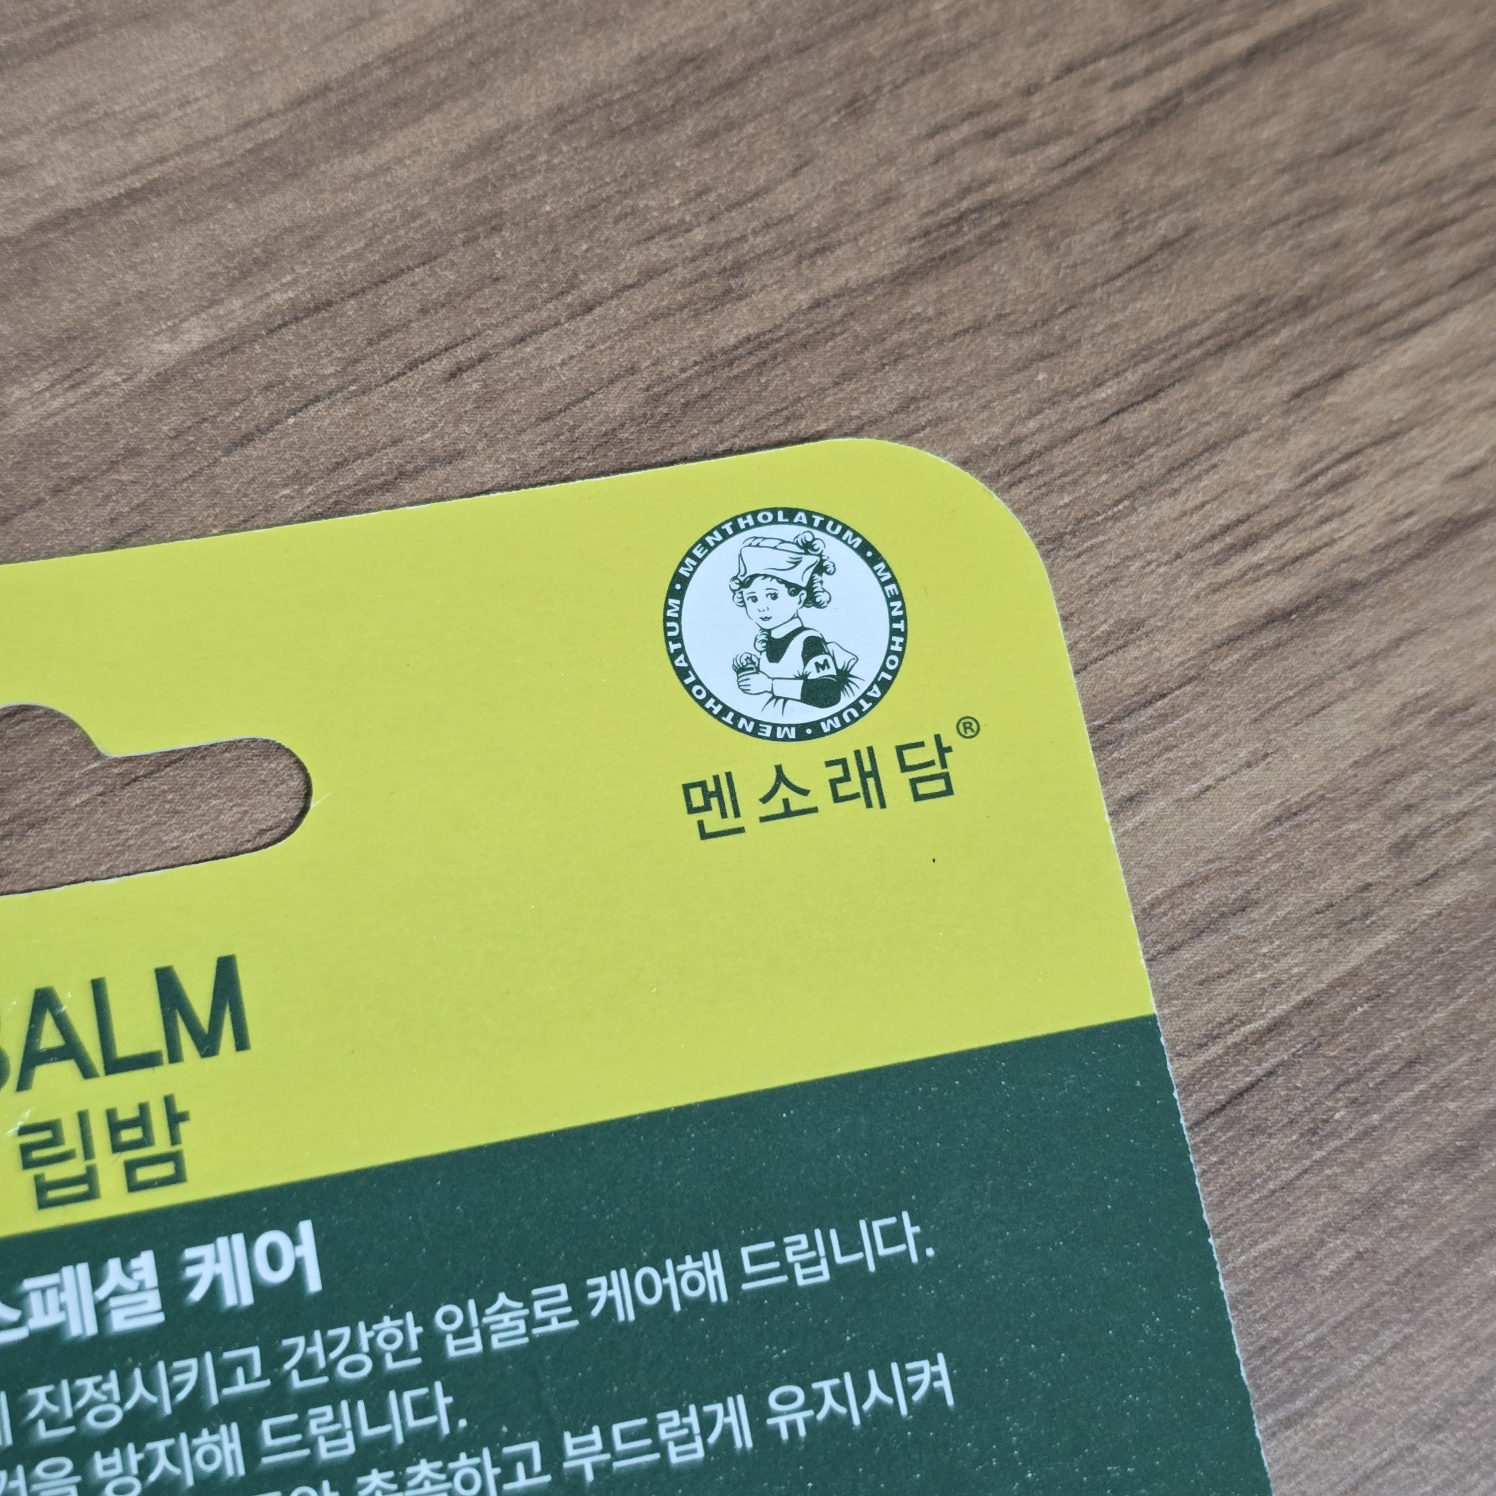 MENTHOLATUM · MENTHOLATUM · MENTHOLATUM · MENTHOLATUM ·
M
멘소래담®
BALM
립밤
스페셜 케어
진정시키고 건강한 입술로 케어해 드립니다.
방지해 드립니다.
촉촉하고 부드럽게 유지시켜